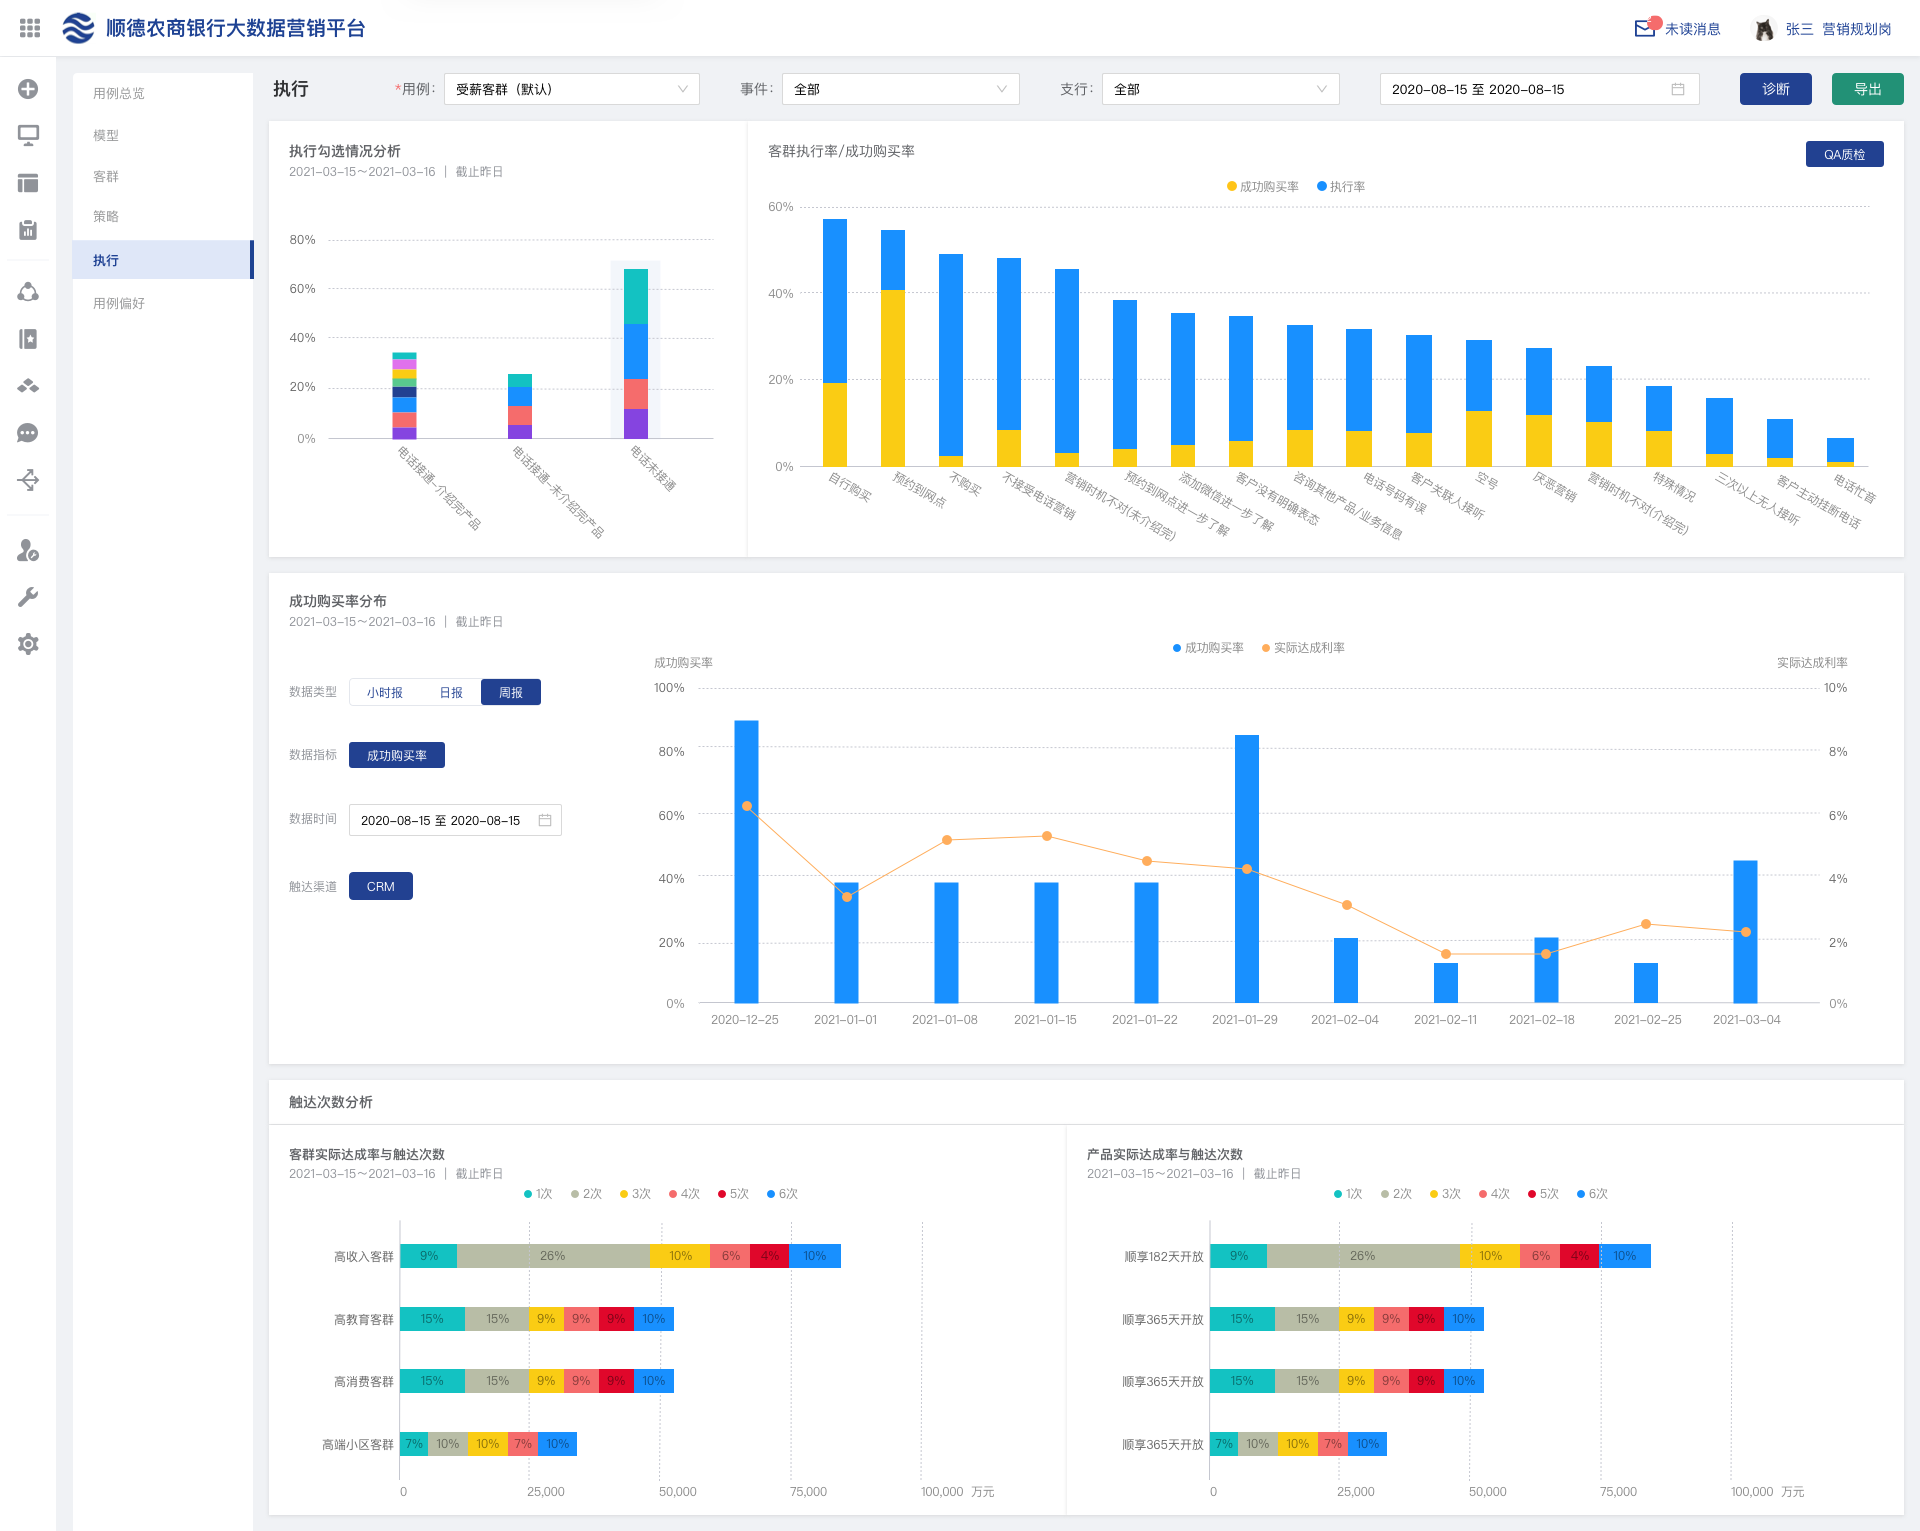 顺德农商银行大数据营销平台
未读消息
张三 营销规划岗
用例总览
模型
客群
策略
执行
用例偏好
执行
*用例: 受薪客群（默认）
事件: 全部
支行: 全部
2020-08-15 至 2020-08-15
诊断
导出
执行勾选情况分析
2021-03-15~2021-03-16 | 截止昨日
80%
60%
40%
20%
0%
电话接通-介绍完产品
电话接通-未介绍完产品
电话未接通
客群执行率/成功购买率
QA质检
成功购买率 执行率
60%
40%
20%
0%
自行购买
预约到网点
不购买
不接受电话营销
营销时机不对(未介绍完)
预约到网点进一步了解
添加微信进一步了解
客户没有明确表态
咨询其他产品/业务信息
电话号码有误
客户关联人接听
空号
厌恶营销
营销时机不对(介绍完)
特殊情况
三次以上无人接听
客户主动挂断电话
电话忙音
成功购买率分布
2021-03-15~2021-03-16 | 截止昨日
数据类型 小时报 日报 周报
数据指标 成功购买率
数据时间 2020-08-15 至 2020-08-15
触达渠道 CRM
成功购买率 实际达成利率
成功购买率 实际达成利率
100% 10%
80% 8%
60% 6%
40% 4%
20% 2%
0% 0%
2020-12-25 2021-01-01 2021-01-08 2021-01-15 2021-01-22 2021-01-29 2021-02-04 2021-02-11 2021-02-18 2021-02-25 2021-03-04
触达次数分析
客群实际达成率与触达次数
2021-03-15~2021-03-16 | 截止昨日
1次 2次 3次 4次 5次 6次
高收入客群 9% 26% 10% 6% 4% 10%
高教育客群 15% 15% 9% 9% 9% 10%
高消费客群 15% 15% 9% 9% 9% 10%
高端小区客群 7% 10% 10% 7% 10%
0 25,000 50,000 75,000 100,000 万元
产品实际达成率与触达次数
2021-03-15~2021-03-16 | 截止昨日
1次 2次 3次 4次 5次 6次
顺享182天开放 9% 26% 10% 6% 4% 10%
顺享365天开放 15% 15% 9% 9% 9% 10%
顺享365天开放 15% 15% 9% 9% 9% 10%
顺享365天开放 7% 10% 10% 7% 10%
0 25,000 50,000 75,000 100,000 万元